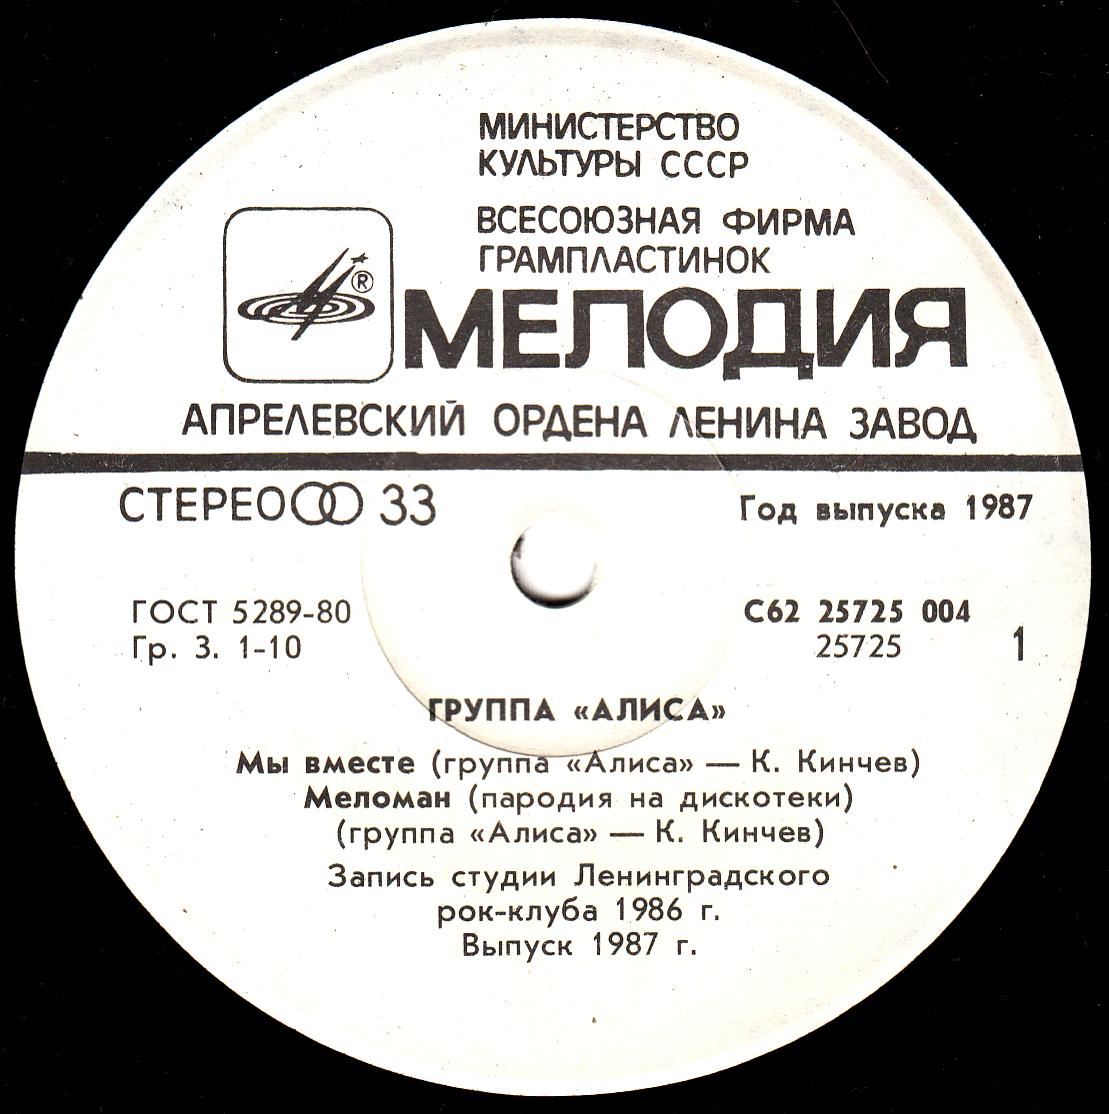 МИНИСТЕРСТВО
КУЛЬТУРЫ СССР
ВСЕСОЮЗНАЯ ФИРМА
ГРАМПЛАСТИНОК
®
МЕЛОДИЯ
АПРЕЛЕВСКИЙ ОРДЕНА ЛЕНИНА ЗАВОД
СТЕРЕО 33
Год выпуска 1987
ГОСТ 5289-80
Гр. 3. 1-10
С62 25725 004
25725
1
ГРУППА «АЛИСА»
Мы вместе (группа «Алиса» — К. Кинчев)
Меломан (пародия на дискотеки)
(группа «Алиса» — К. Кинчев)
Запись студии Ленинградского
рок-клуба 1986 г.
Выпуск 1987 г.